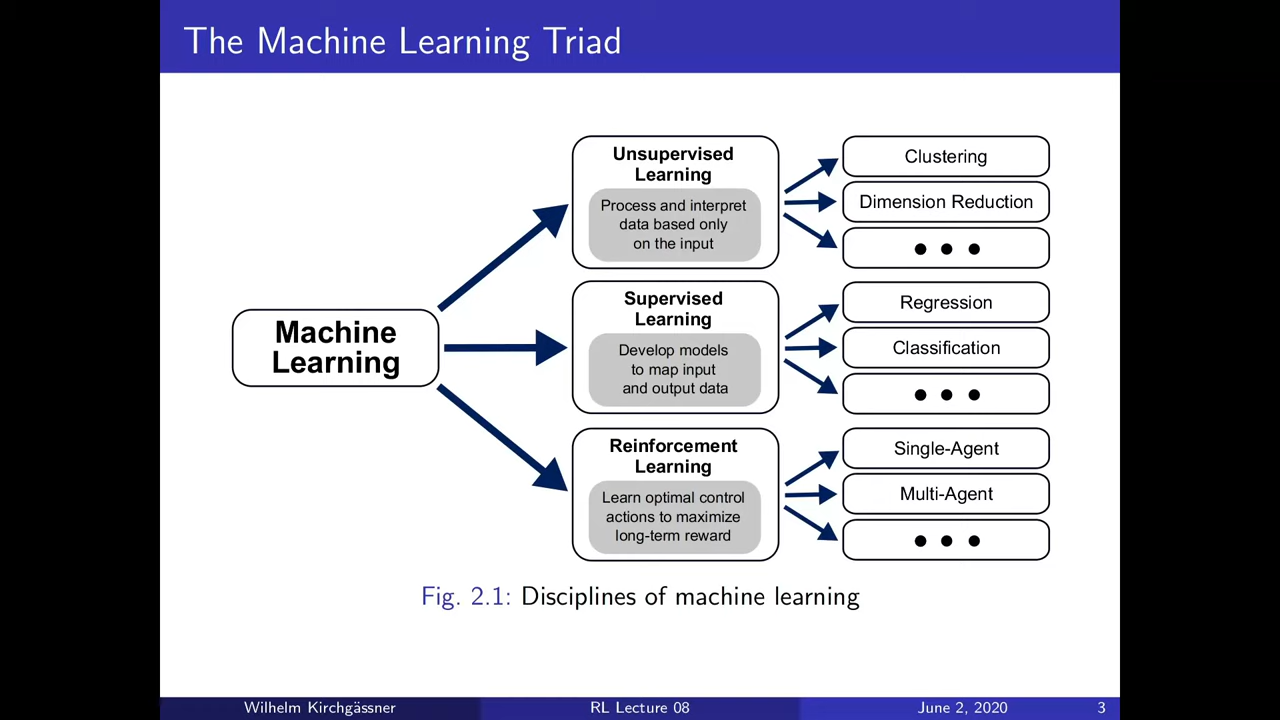 The Machine Learning Triad
Machine
Learning
Unsupervised
Learning
Process and interpret
data based only
on the input
Clustering
Dimension Reduction
Supervised
Learning
Develop models
to map input
and output data
Regression
Classification
Reinforcement
Learning
Learn optimal control
actions to maximize
long-term reward
Single-Agent
Multi-Agent
Fig. 2.1: Disciplines of machine learning
Wilhelm Kirchgässner RL Lecture 08 June 2, 2020 3